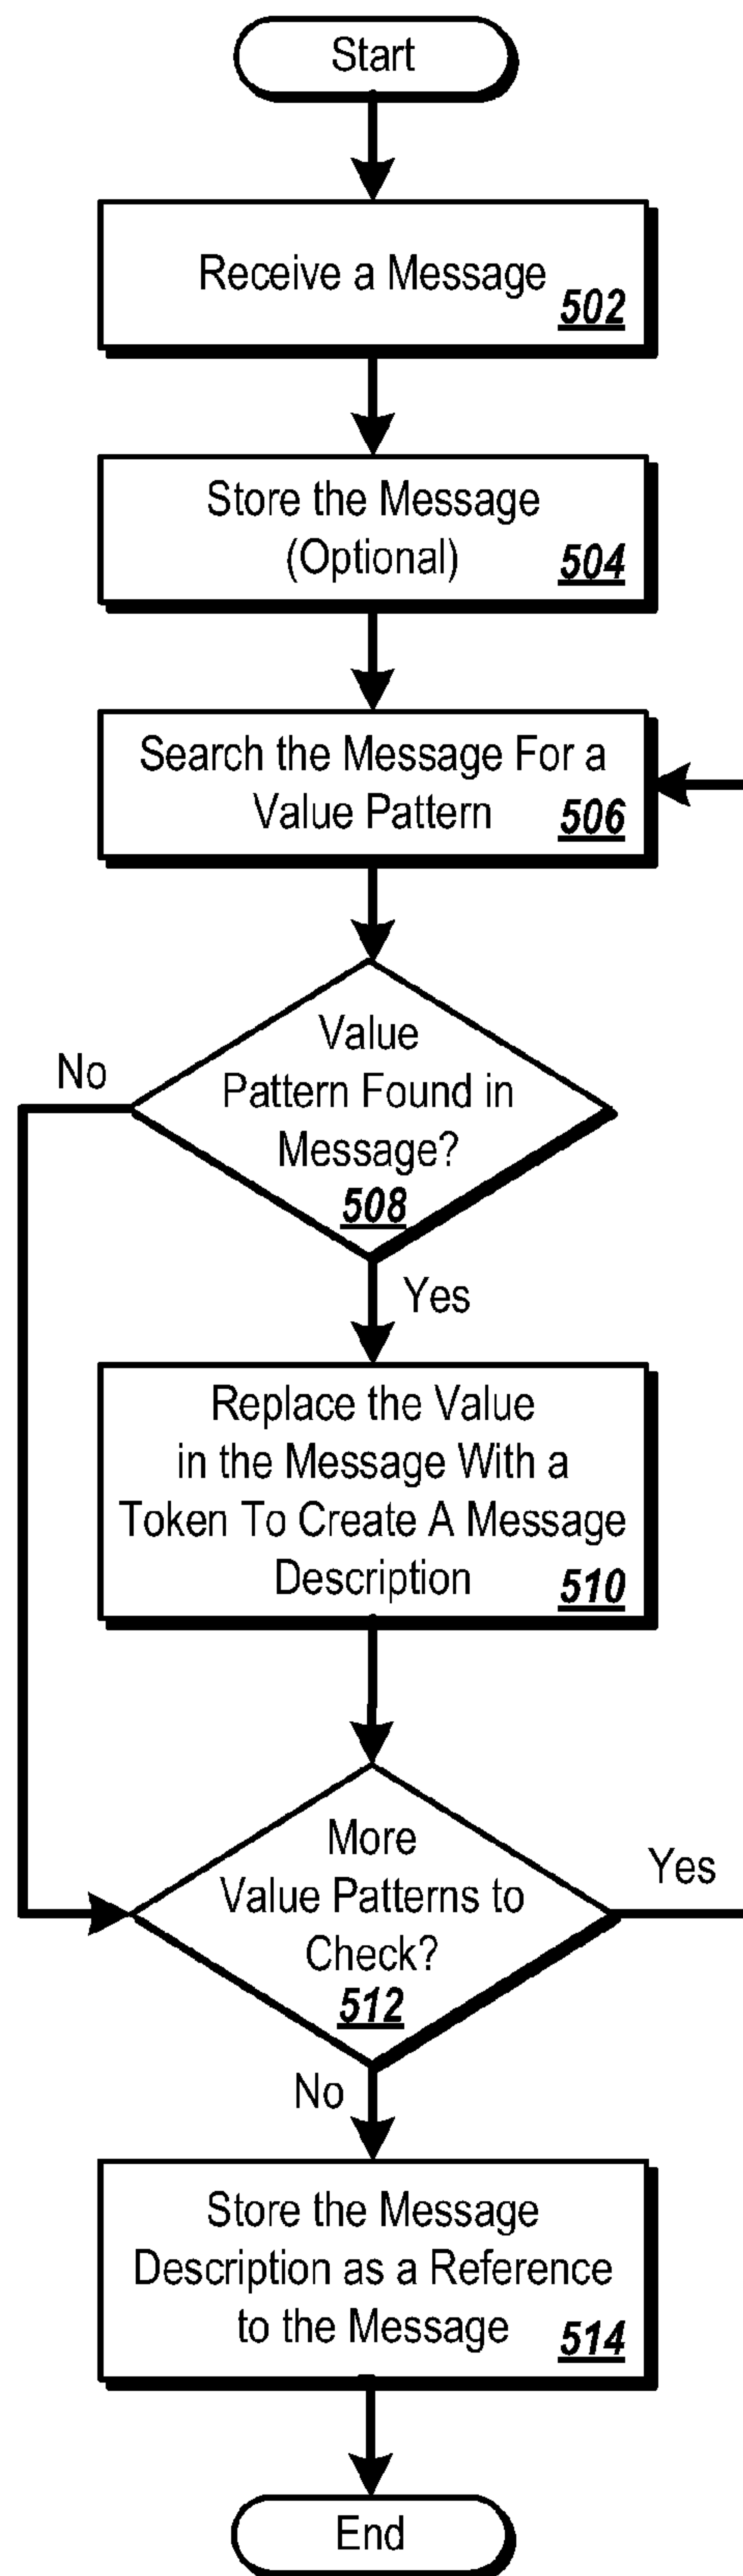 Start
Receive a Message
502
Store the Message
(Optional)
504
Search the Message For a
Value Pattern
506
Value
Pattern Found in
Message?
508
No
Yes
Replace the Value
in the Message With a
Token To Create A Message
Description
510
More
Value Patterns to
Check?
512
Yes
No
Store the Message
Description as a Reference
to the Message
514
End